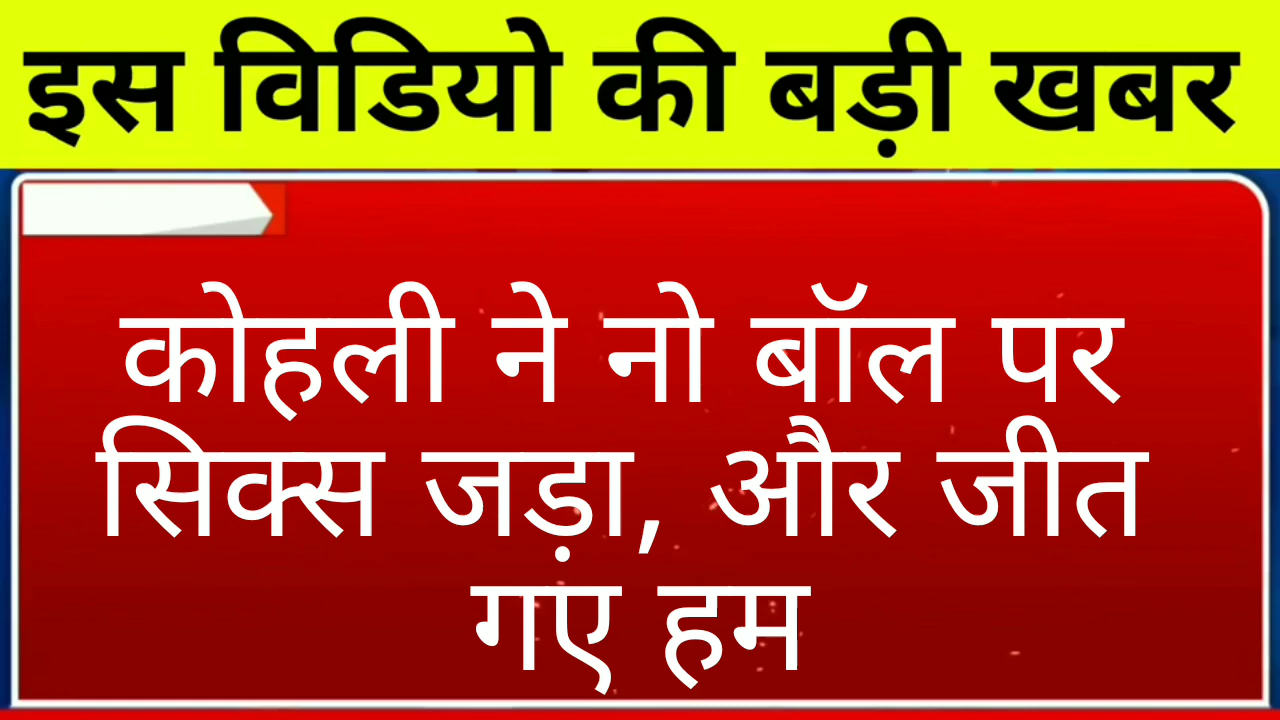 इस विडियो की बड़ी खबर
कोहली ने नो बॉल पर
सिक्स जड़ा, और जीत
गए हम